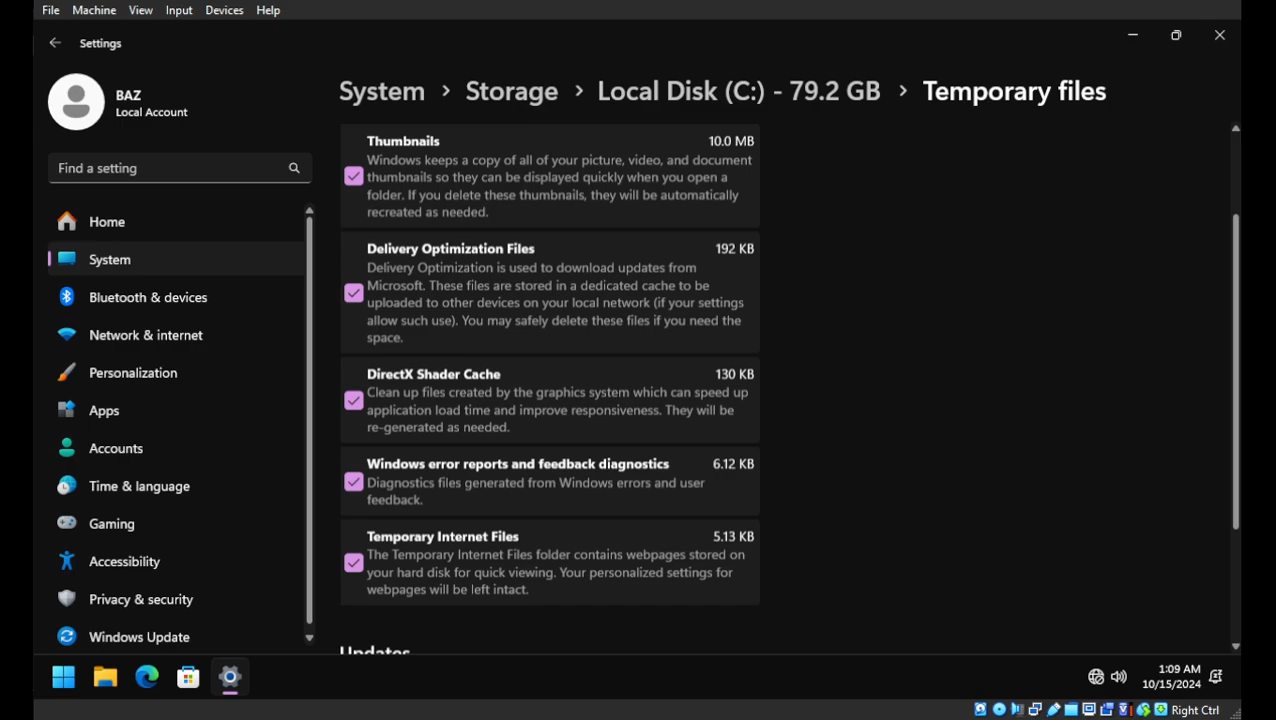 File Machine View Input Devices Help
Settings
BAZ
Local Account
Find a setting
Home
System
Bluetooth & devices
Network & internet
Personalization
Apps
Accounts
Time & language
Gaming
Accessibility
Privacy & security
Windows Update
System > Storage > Local Disk (C:) - 79.2 GB > Temporary files
Thumbnails 10.0 MB
Windows keeps a copy of all of your picture, video, and document
thumbnails so they can be displayed quickly when you open a
folder. If you delete these thumbnails, they will be automatically
recreated as needed.
Delivery Optimization Files 192 KB
Delivery Optimization is used to download updates from
Microsoft. These files are stored in a dedicated cache to be
uploaded to other devices on your local network (if your settings
allow such use). You may safely delete these files if you need the
space.
DirectX Shader Cache 130 KB
Clean up files created by the graphics system which can speed up
application load time and improve responsiveness. They will be
re-generated as needed.
Windows error reports and feedback diagnostics 6.12 KB
Diagnostics files generated from Windows errors and user
feedback.
Temporary Internet Files 5.13 KB
The Temporary Internet Files folder contains webpages stored on
your hard disk for quick viewing. Your personalized settings for
webpages will be left intact.
Updates
1:09 AM
10/15/2024
Right Ctrl